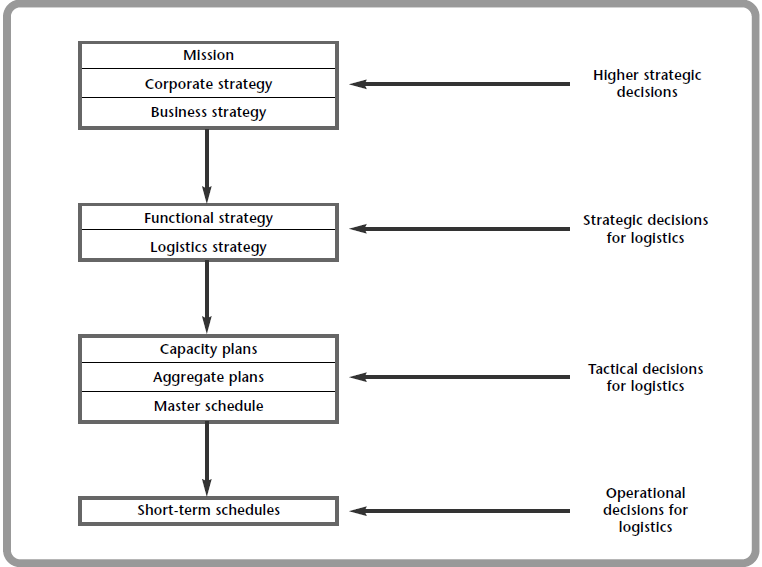 Mission
Corporate strategy
Business strategy
Higher strategic
decisions
Functional strategy
Logistics strategy
Strategic decisions
for logistics
Capacity plans
Aggregate plans
Master schedule
Tactical decisions
for logistics
Short-term schedules
Operational
decisions for
logistics